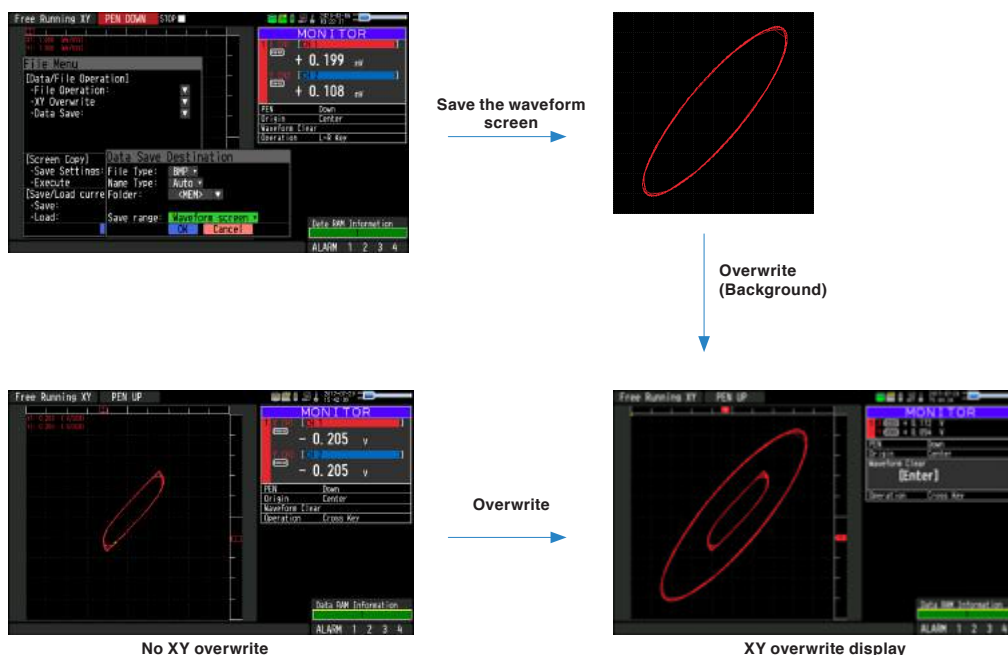 Free Running XY PEN DOWN STOP
MONITOR
+ 0.199
+ 0.108
PEN Down
Origin Center
Waveform Clear
Operation L-R Key
File Menu
[Data/File Operation]
-File Operation:
-XY Overwrite
-Data Save:
[Screen Copy]
-Save Settings:
-Execute
[Save/Load curre
-Save:
-Load:
Data Save Destination
File Type: BMP
Name Type: Auto
Folder: <MEM>
Save range: Waveform screen
OK Cancel
Data RAM Information
ALARM 1 2 3 4
Save the waveform
screen
Overwrite
(Background)
Free Running XY PEN UP
MONITOR
- 0.205 V
- 0.205 V
PEN Down
Origin Center
Waveform Clear
Operation Cross Key
Data RAM Information
ALARM 1 2 3 4
No XY overwrite
Overwrite
Free Running XY PEN UP
MONITOR
PEN Down
Origin Center
Waveform Clear
[Enter]
Operation Cross Key
Data RAM Information
ALARM 1 2 3 4
XY overwrite display